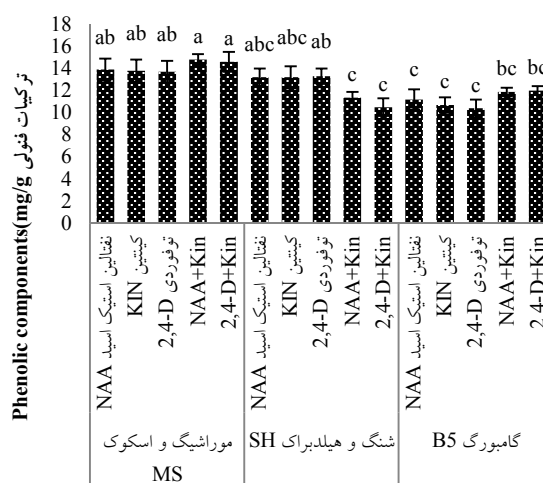 Phenolic components(mg/g ترکیبات فنولی
18
16
14
12
10
8
6
4
2
0
ab ab ab a a abc abc ab c c c c c bc bc
نفتالین استیک اسید NAA
کینتین KIN
توفوردی 2,4-D
NAA+Kin
2,4-D+Kin
نفتالین استیک اسید NAA
کینتین KIN
توفوردی 2,4-D
NAA+Kin
2,4-D+Kin
نفتالین استیک اسید NAA
کینتین KIN
توفوردی 2,4-D
NAA+Kin
2,4-D+Kin
موراشیگ و اسکوک
MS
شنگ و هیلدبراک SH
گامبورگ B5